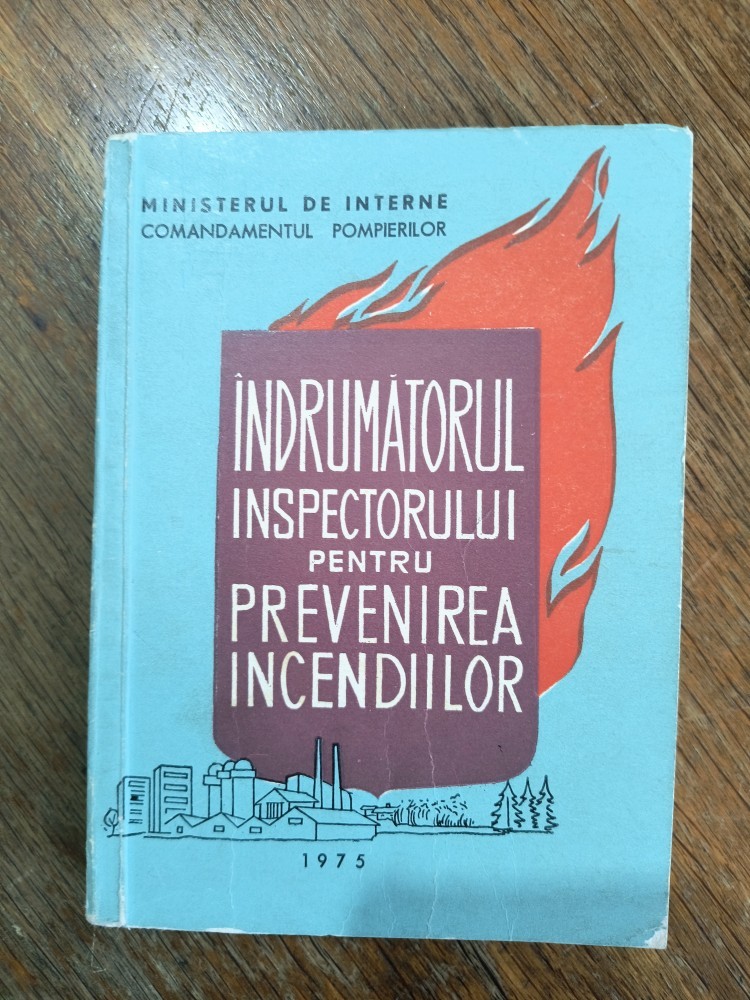 MINISTERUL DE INTERNE
COMANDAMENTUL POMPIERILOR
ÎNDRUMĂTORUL
INSPECTORULUI
PENTRU
PREVENIREA
INCENDIILOR
1975